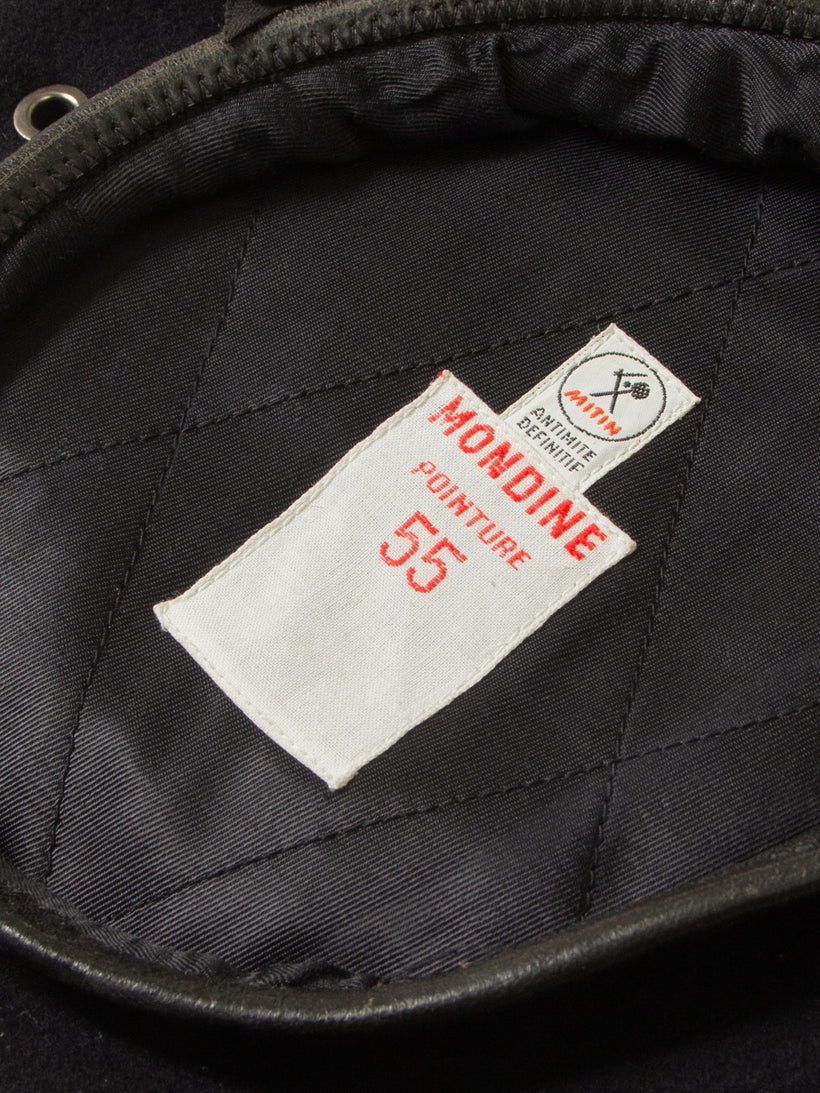 MITIN
ANTIMITE
DEFINITIF
MONDINE
POINTURE
55